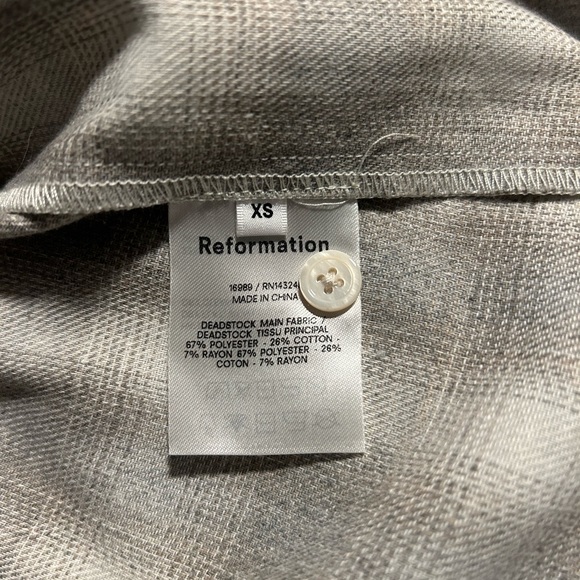 XS
Reformation
16989 / RN14324
MADE IN CHINA
DEADSTOCK MAIN FABRIC /
DEADSTOCK TISSU PRINCIPAL
67% POLYESTER - 26% COTTON -
7% RAYON 67% POLYESTER - 26%
COTON - 7% RAYON